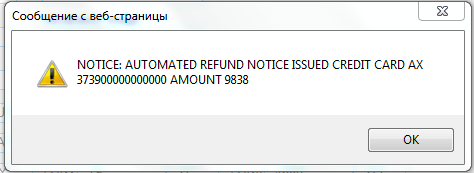 Сообщение с веб-страницы
NOTICE: AUTOMATED REFUND NOTICE ISSUED CREDIT CARD AX
373900000000000 AMOUNT 9838
OK